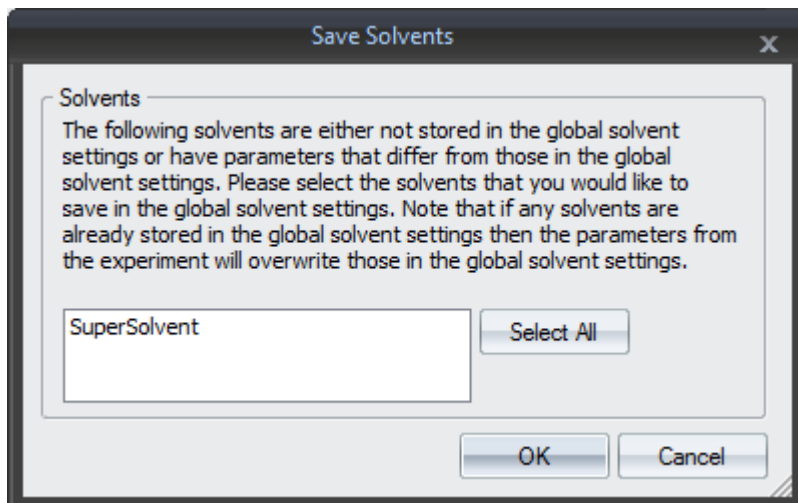 Save Solvents
x
Solvents
The following solvents are either not stored in the global solvent
settings or have parameters that differ from those in the global
solvent settings. Please select the solvents that you would like to
save in the global solvent settings. Note that if any solvents are
already stored in the global solvent settings then the parameters from
the experiment will overwrite those in the global solvent settings.
SuperSolvent
Select All
OK
Cancel